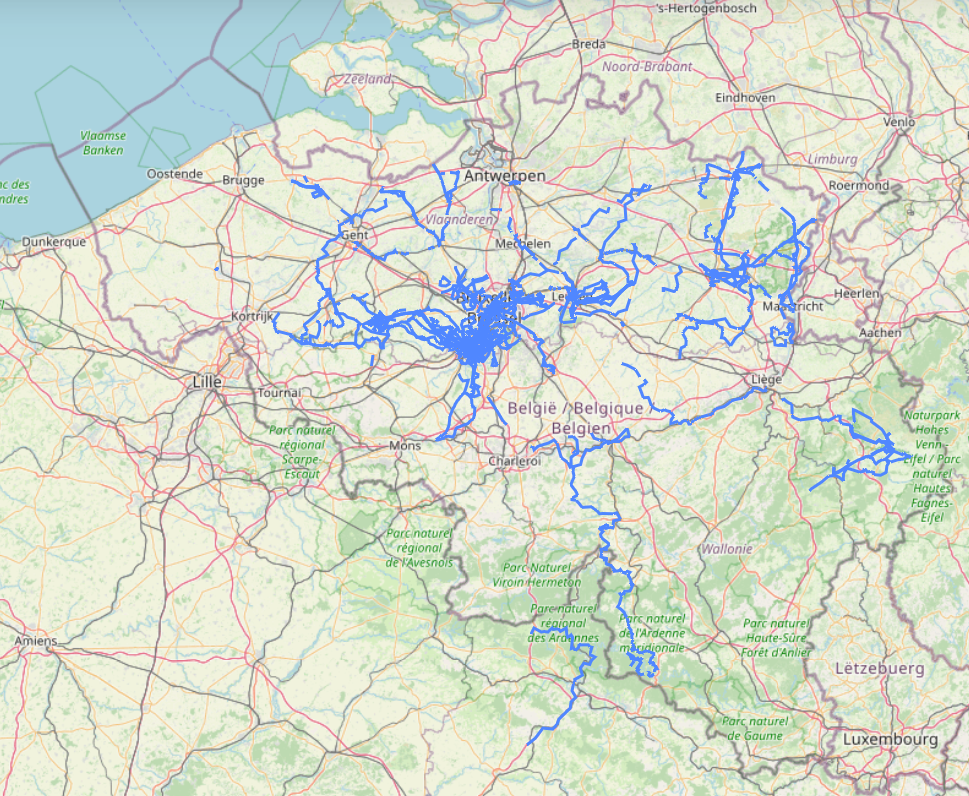 's-Hertogenbosch
Breda
Noord-Brabant
Zeeland
Eindhoven
Venlo
Vlaamse
Banken
Limburg
Oostende
Brugge
Antwerpen
Roermond
nc des
ndres
Vlaanderen
Gent
Dunkerque
Mechelen
Heerlen
Kortrijk
Aachen
Lille
Tournai
Liège
België / Belgique /
Belgien
Parc naturel
régional
Scarpe-
Escaut
Mons
Charleroi
Naturpark
Hohes
Venn-
Eifel / Parc
naturel
Hautes
Fagnes-
Eifel
Parc naturel
régional
de l'Avesnois
Wallonie
Parc Naturel
Viroin Hermeton
Parc naturel
régional
des Ardennes
Parc naturel
de l'Ardenne
méridionale
Parc naturel
Haute-Sûre
Forêt d'Anlier
Amiens
Lëtzebuerg
Parc naturel
de Gaume
Luxembourg